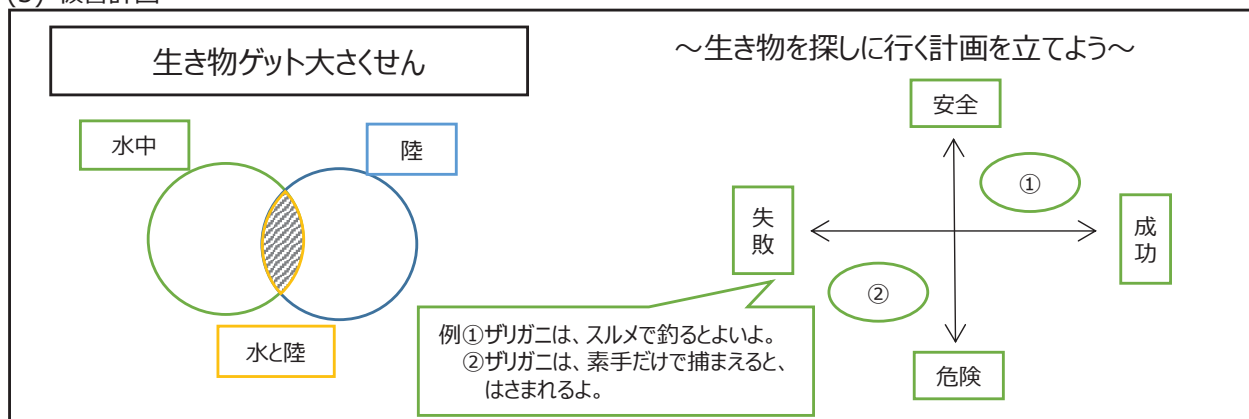 生き物ゲット大さくせん
～生き物を探しに行く計画を立てよう～
水中
陸
水と陸
安全
失敗
成功
危険
①
②
例①ザリガニは、スルメで釣るとよいよ。
②ザリガニは、素手だけで捕まえると、
はさまれるよ。